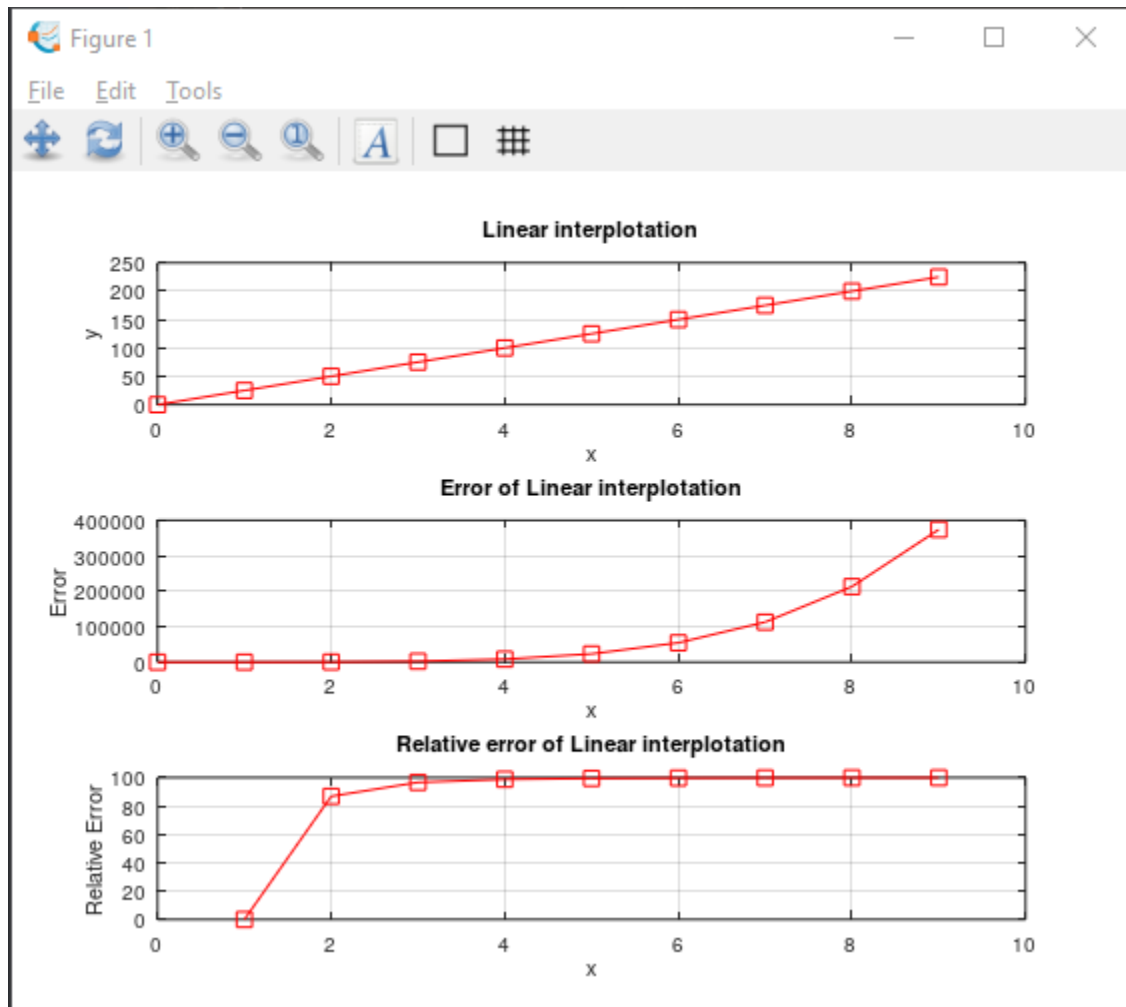 Figure 1
File Edit Tools
A
Linear interplotation
250
200
150
100
50
0
y
0 2 4 6 8 10
x
Error of Linear interplotation
400000
300000
200000
100000
0
Error
0 2 4 6 8 10
x
Relative error of Linear interplotation
100
80
60
40
20
0
Relative Error
0 2 4 6 8 10
x